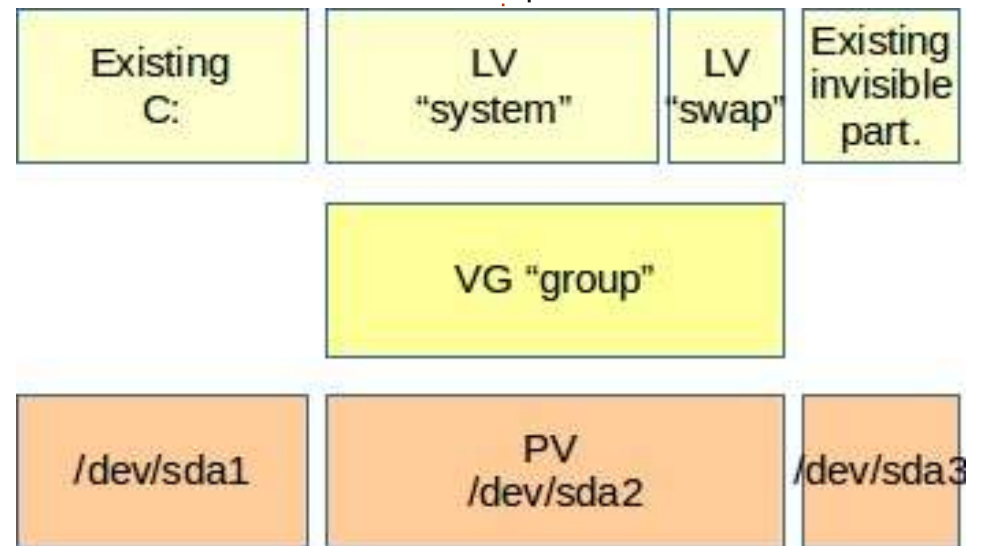 Existing
C:
LV
“system”
LV
“swap”
Existing
invisible
part.
VG “group”
/dev/sda1
PV
/dev/sda2
/dev/sda3